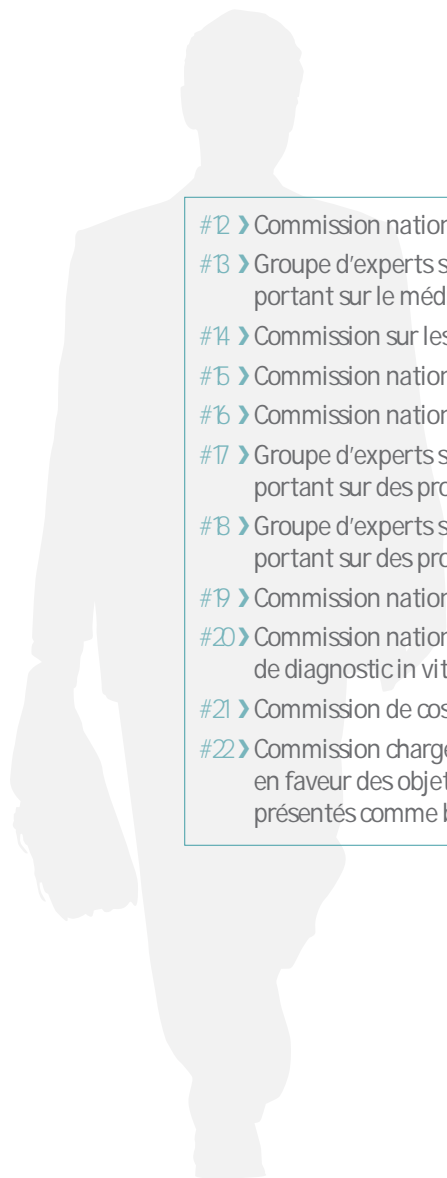 #12 › Commission nation
#13 › Groupe d'experts s
portant sur le méd
#14 › Commission sur les
#15 › Commission nation
#16 › Commission nation
#17 › Groupe d'experts s
portant sur des pro
#18 › Groupe d'experts s
portant sur des pro
#19 › Commission nation
#20 › Commission nation
de diagnostic in vit
#21 › Commission de cos
#22 › Commission chargé
en faveur des objet
présentés comme b